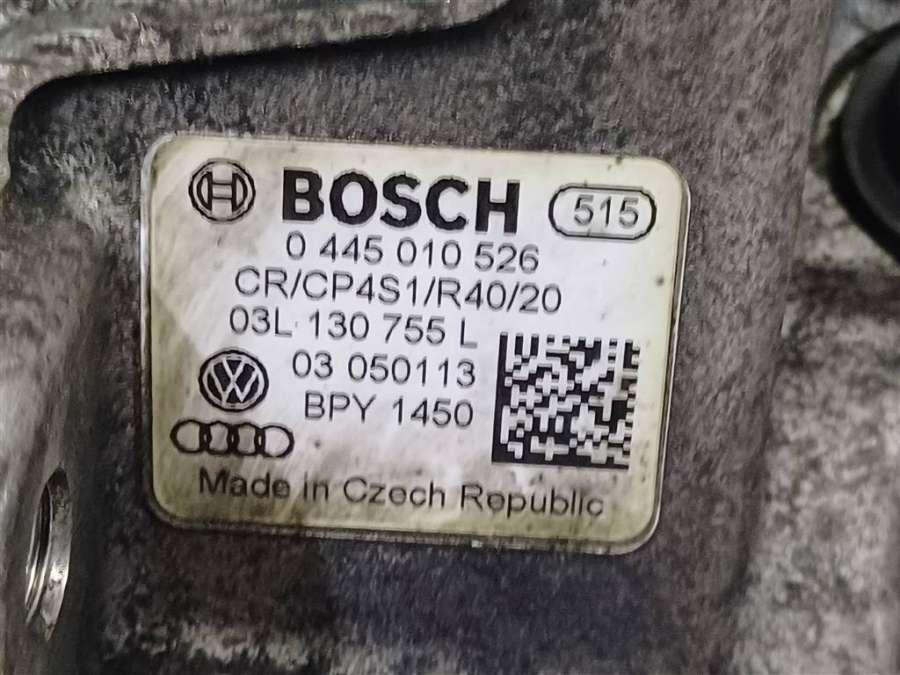 BOSCH 515
0 445 010 526
CR/CP4S1/R40/20
03L 130 755 L
03 050113
BPY 1450
Made in Czech Republic